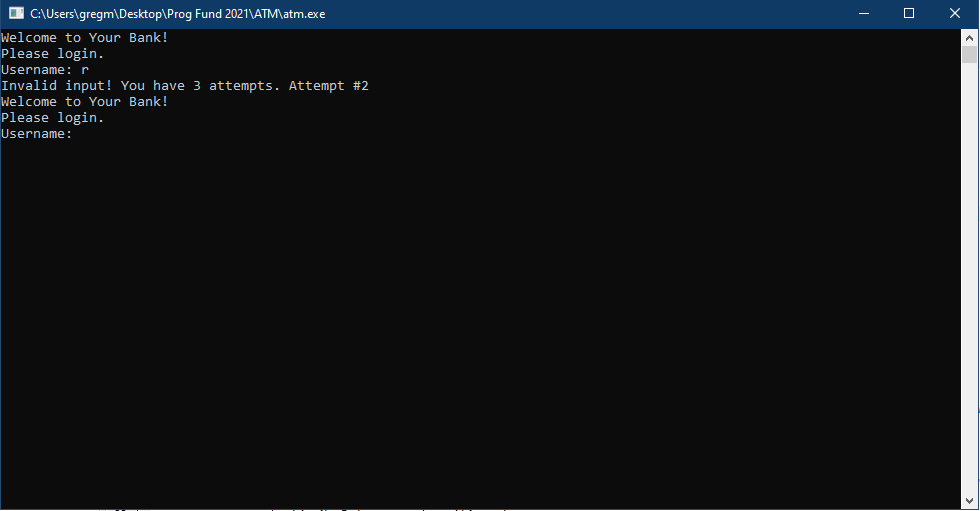 C:\Users\gregm\Desktop\Prog Fund 2021\ATM\atm.exe
Welcome to Your Bank!
Please login.
Username: r
Invalid input! You have 3 attempts. Attempt #2
Welcome to Your Bank!
Please login.
Username: